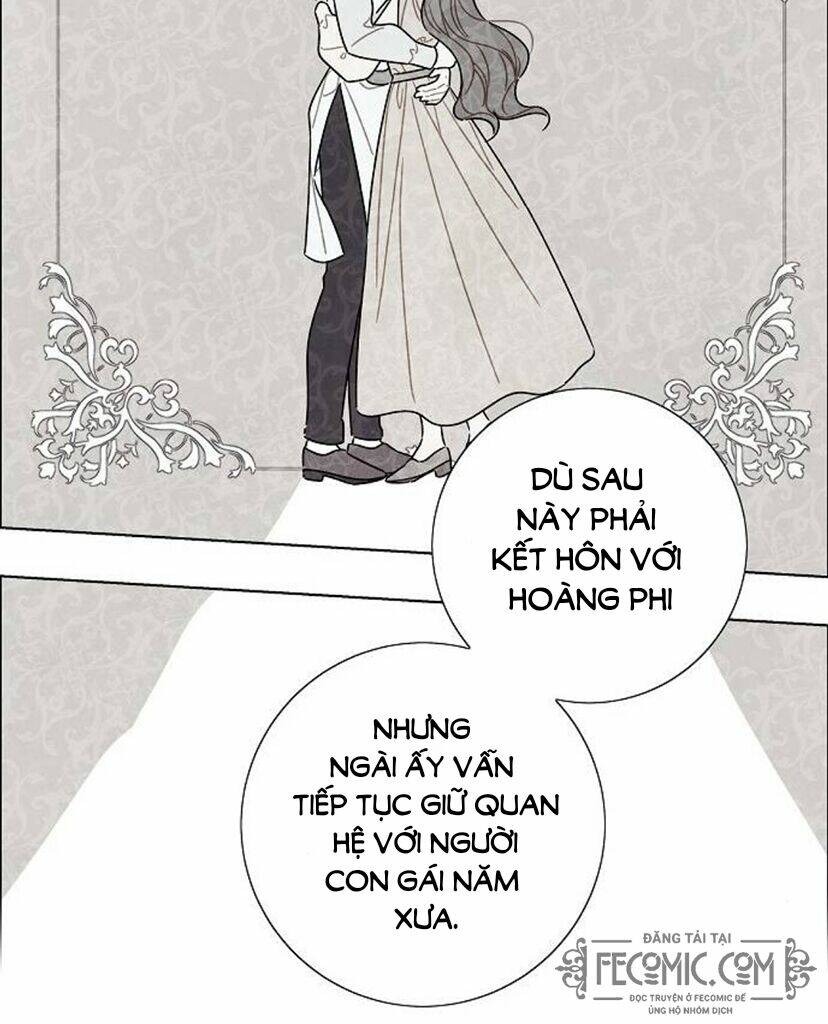 DÙ SAU
NÀY PHẢI
KẾT HÔN VỚI
HOÀNG PHI
NHƯNG
NGÀI ẤY VẪN
TIẾP TỤC GIỮ QUAN
HỆ VỚI NGƯỜI
CON GÁI NĂM
XƯA.
ĐĂNG TẢI TẠI
FECOMIC.COM
ĐỌC TRUYỆN Ở FECOMIC ĐỂ
ỦNG HỘ NHÓM DỊCH